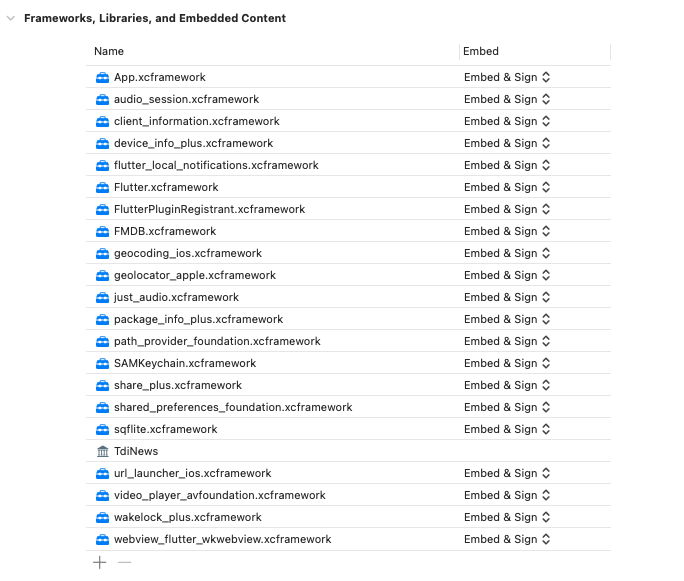 Frameworks, Libraries, and Embedded Content
Name Embed
App.xcframework Embed & Sign
audio_session.xcframework Embed & Sign
client_information.xcframework Embed & Sign
device_info_plus.xcframework Embed & Sign
flutter_local_notifications.xcframework Embed & Sign
Flutter.xcframework Embed & Sign
FlutterPluginRegistrant.xcframework Embed & Sign
FMDB.xcframework Embed & Sign
geocoding_ios.xcframework Embed & Sign
geolocator_apple.xcframework Embed & Sign
just_audio.xcframework Embed & Sign
package_info_plus.xcframework Embed & Sign
path_provider_foundation.xcframework Embed & Sign
SAMKeychain.xcframework Embed & Sign
share_plus.xcframework Embed & Sign
shared_preferences_foundation.xcframework Embed & Sign
sqflite.xcframework Embed & Sign
TdiNews
url_launcher_ios.xcframework Embed & Sign
video_player_avfoundation.xcframework Embed & Sign
wakelock_plus.xcframework Embed & Sign
webview_flutter_wkwebview.xcframework Embed & Sign